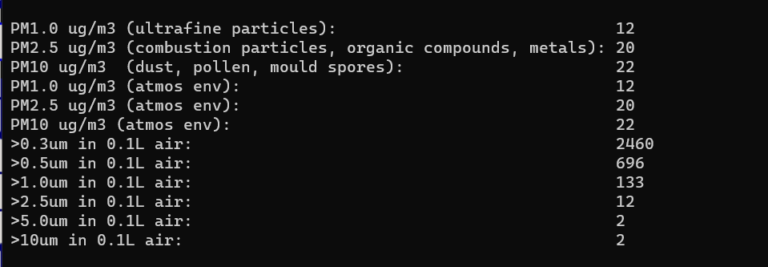 PM1.0 ug/m3 (ultrafine particles): 12
PM2.5 ug/m3 (combustion particles, organic compounds, metals): 20
PM10 ug/m3  (dust, pollen, mould spores): 22
PM1.0 ug/m3 (atmos env): 12
PM2.5 ug/m3 (atmos env): 20
PM10 ug/m3 (atmos env): 22
>0.3um in 0.1L air: 2460
>0.5um in 0.1L air: 696
>1.0um in 0.1L air: 133
>2.5um in 0.1L air: 12
>5.0um in 0.1L air: 2
>10um in 0.1L air: 2